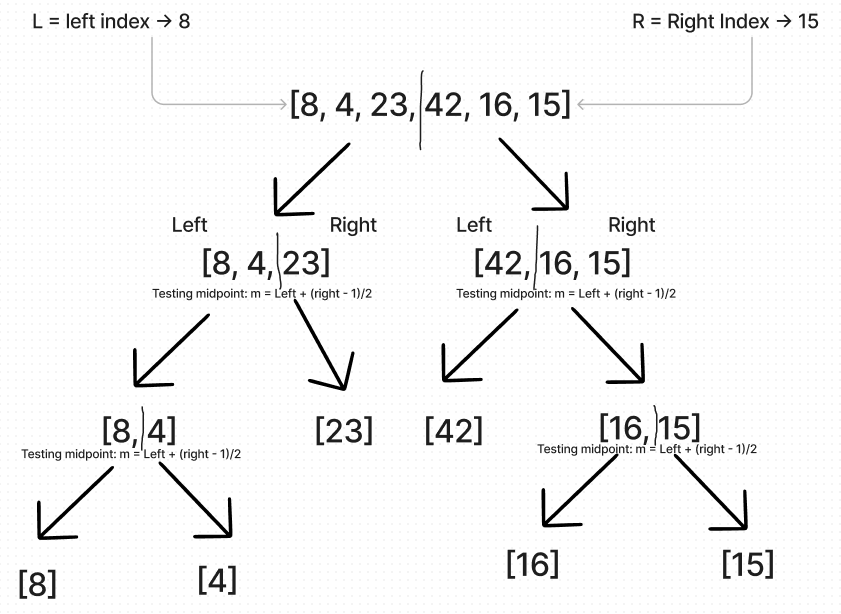 L = left index → 8
R = Right Index → 15
[8, 4, 23, 42, 16, 15]
Left
Right
Left
Right
[8, 4, 23]
[42, 16, 15]
Testing midpoint: m = Left + (right - 1)/2
Testing midpoint: m = Left + (right - 1)/2
[8, 4]
[23]
[42]
[16, 15]
Testing midpoint: m = Left + (right - 1)/2
Testing midpoint: m = Left + (right - 1)/2
[8]
[4]
[16]
[15]